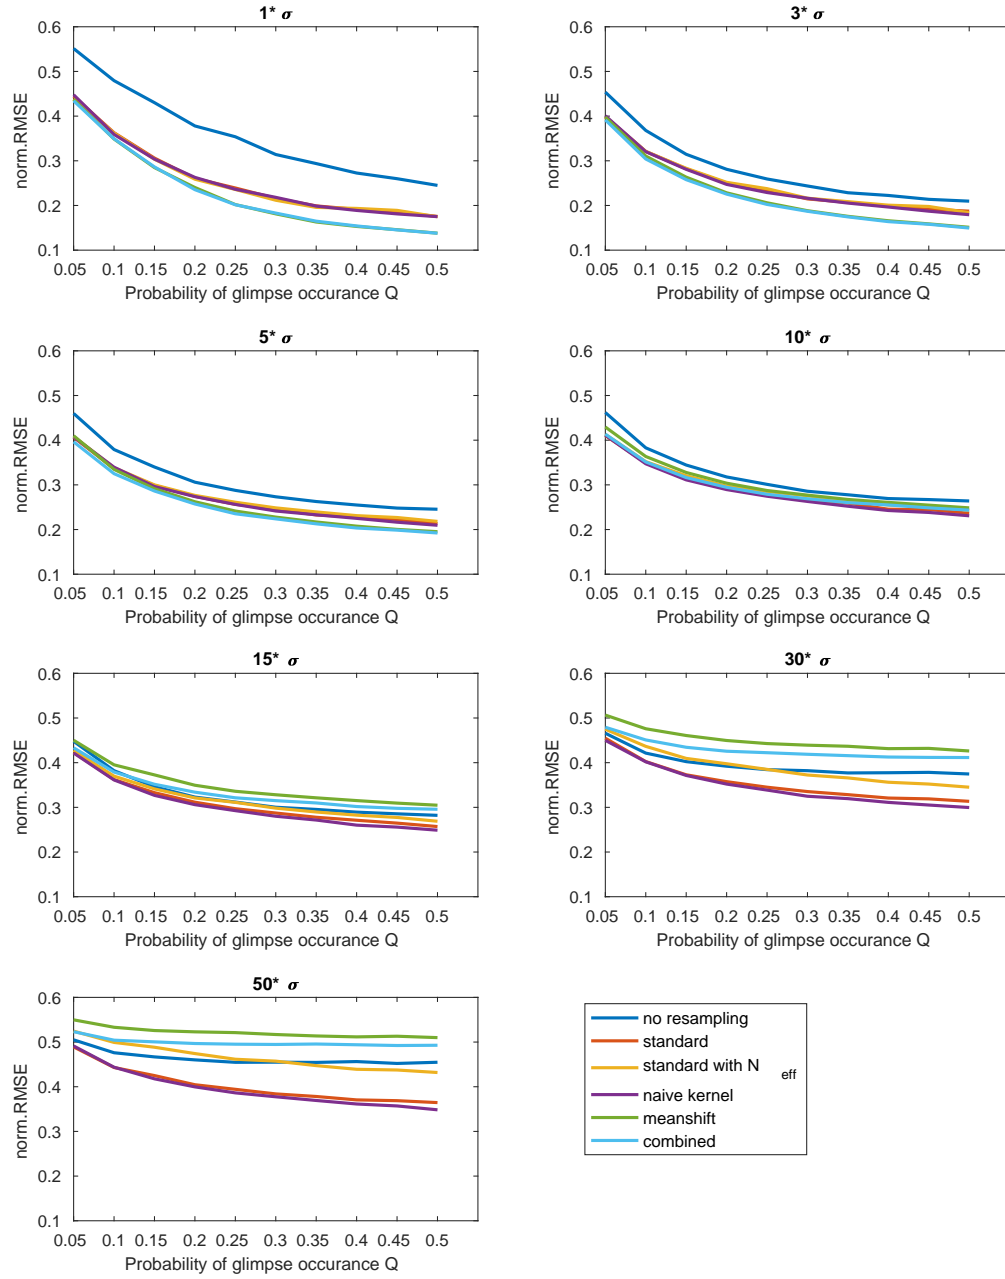 1* σ
0.6
0.5
0.4
0.3
0.2
0.1
norm.RMSE
0.05 0.1 0.15 0.2 0.25 0.3 0.35 0.4 0.45 0.5
Probability of glimpse occurance Q
3* σ
0.6
0.5
0.4
0.3
0.2
0.1
norm.RMSE
0.05 0.1 0.15 0.2 0.25 0.3 0.35 0.4 0.45 0.5
Probability of glimpse occurance Q
5* σ
0.6
0.5
0.4
0.3
0.2
0.1
norm.RMSE
0.05 0.1 0.15 0.2 0.25 0.3 0.35 0.4 0.45 0.5
Probability of glimpse occurance Q
10* σ
0.6
0.5
0.4
0.3
0.2
0.1
norm.RMSE
0.05 0.1 0.15 0.2 0.25 0.3 0.35 0.4 0.45 0.5
Probability of glimpse occurance Q
15* σ
0.6
0.5
0.4
0.3
0.2
0.1
norm.RMSE
0.05 0.1 0.15 0.2 0.25 0.3 0.35 0.4 0.45 0.5
Probability of glimpse occurance Q
30* σ
0.6
0.5
0.4
0.3
0.2
0.1
norm.RMSE
0.05 0.1 0.15 0.2 0.25 0.3 0.35 0.4 0.45 0.5
Probability of glimpse occurance Q
50* σ
0.6
0.5
0.4
0.3
0.2
0.1
norm.RMSE
0.05 0.1 0.15 0.2 0.25 0.3 0.35 0.4 0.45 0.5
Probability of glimpse occurance Q
no resampling
standard
standard with N eff
naive kernel
meanshift
combined